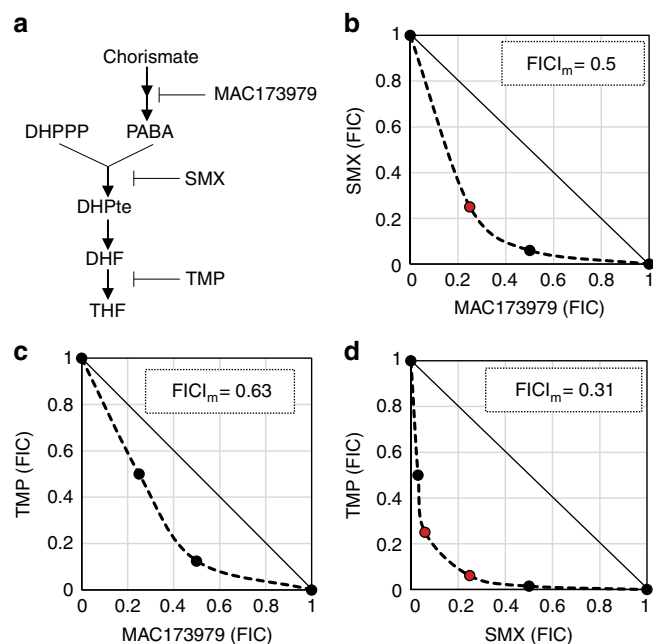 a
Chorismate
MAC173979
DHPPP PABA
SMX
DHPte
DHF
TMP
THF
b
FICIm = 0.5
SMX (FIC)
1
0.8
0.6
0.4
0.2
0
0 0.2 0.4 0.6 0.8 1
MAC173979 (FIC)
c
FICIm = 0.63
TMP (FIC)
1
0.8
0.6
0.4
0.2
0
0 0.2 0.4 0.6 0.8 1
MAC173979 (FIC)
d
FICIm = 0.31
TMP (FIC)
1
0.8
0.6
0.4
0.2
0
0 0.2 0.4 0.6 0.8 1
SMX (FIC)